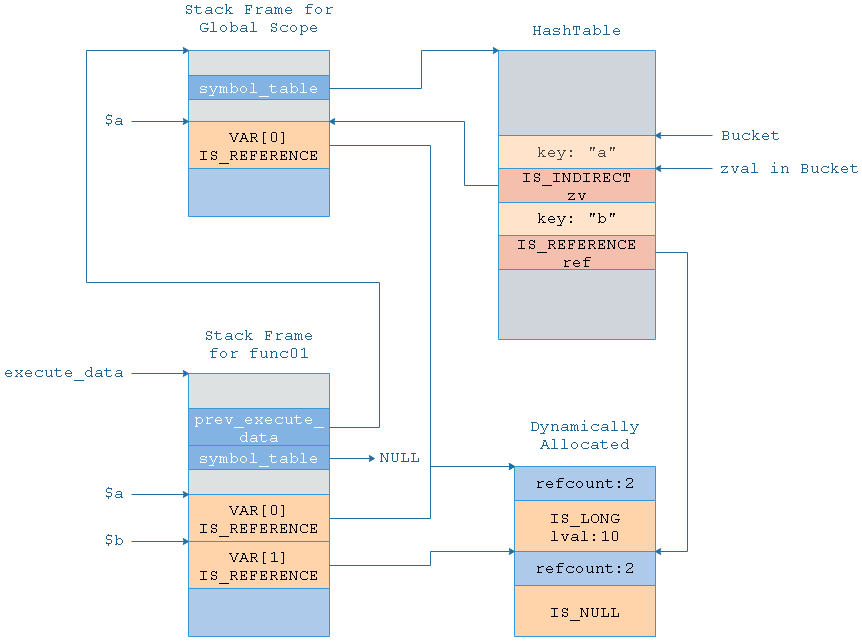 Stack Frame for
Global Scope
HashTable
symbol_table
$a
VAR[0]
IS_REFERENCE
Bucket
key: "a"
zval in Bucket
IS_INDIRECT
zv
key: "b"
IS_REFERENCE
ref
Stack Frame
for func01
execute_data
prev_execute_
data
symbol_table
NULL
Dynamically
Allocated
$a
VAR[0]
IS_REFERENCE
$b
VAR[1]
IS_REFERENCE
refcount:2
IS_LONG
lval:10
refcount:2
IS_NULL